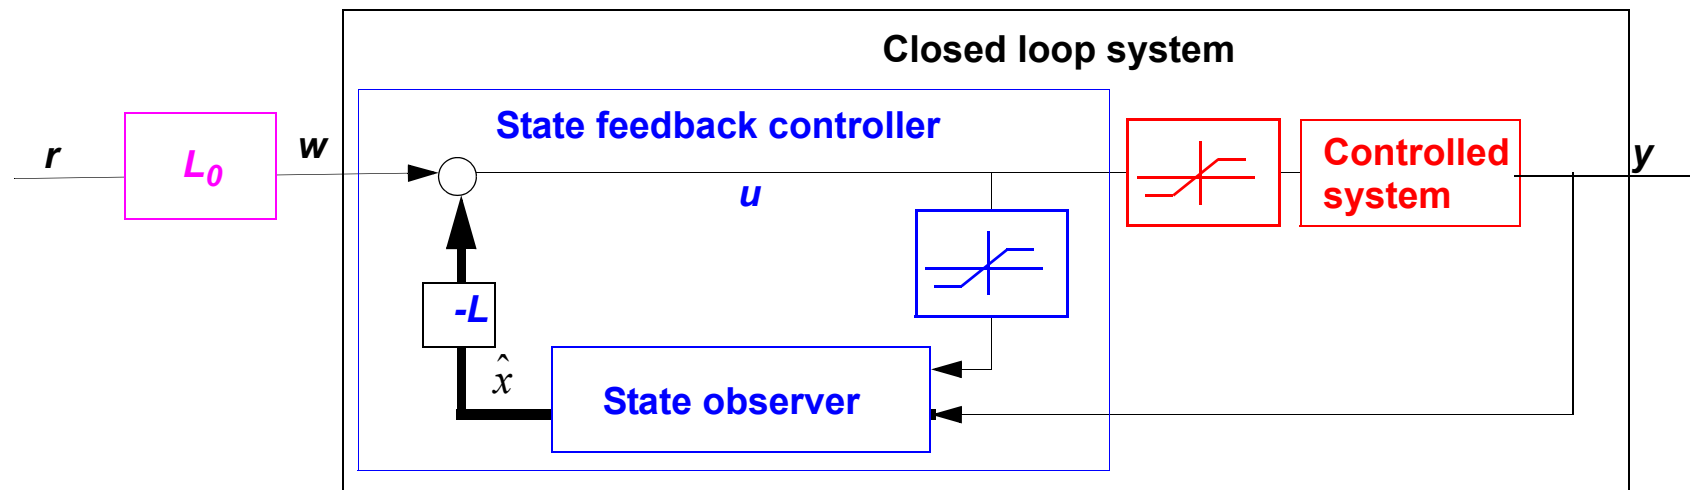 Closed loop system
State feedback controller
r
L0
w
u
Controlled
system
y
-L
x̂
State observer